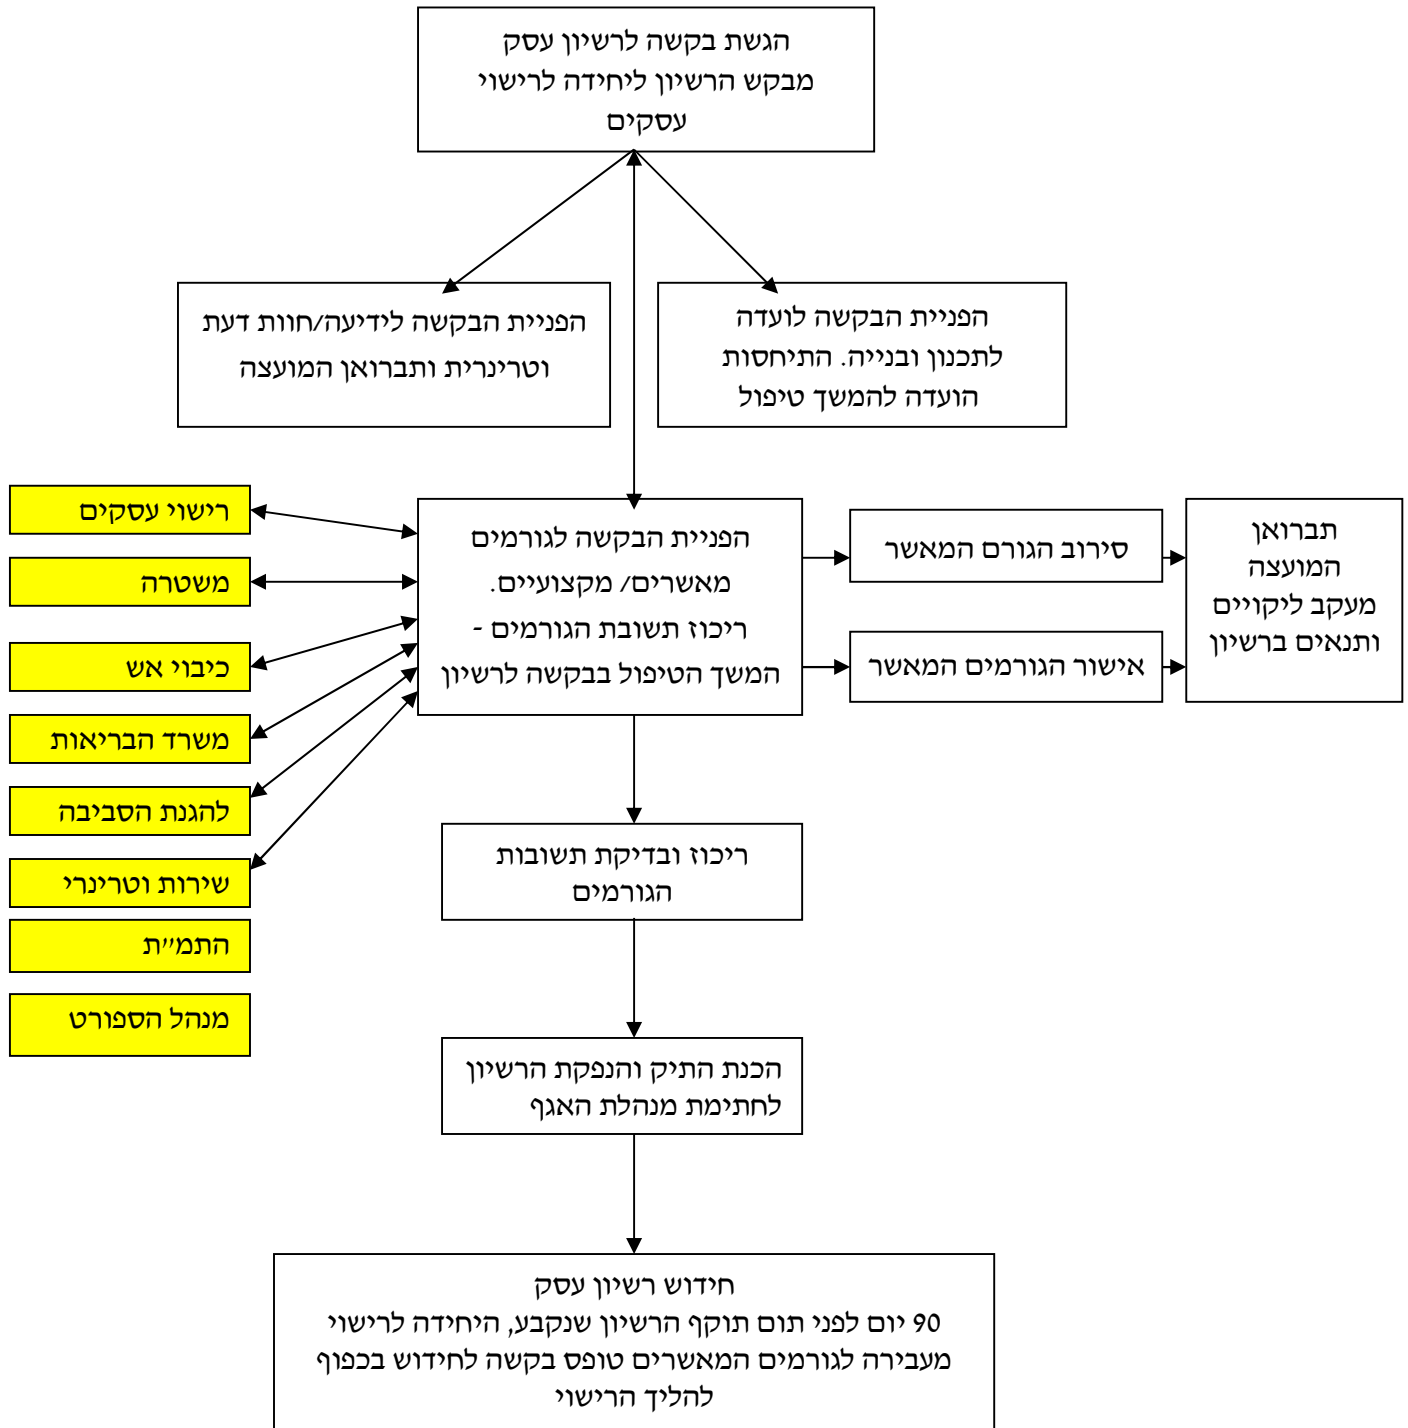 הגשת בקשה לרשיון עסק
מבקש הרשיון ליחידה לרישוי
עסקים
הפניית הבקשה לועדה
לתכנון ובנייה. התיחסות
הועדה להמשך טיפול
הפניית הבקשה לידיעה/חוות דעת
וטרינרית ותברואן המועצה
תברואן
המועצה
מעקב ליקויים
ותנאים ברשיון
סירוב הגורם המאשר
אישור הגורמים המאשר
הפניית הבקשה לגורמים
מאשרים/ מקצועיים.
ריכוז תשובת הגורמים -
המשך הטיפול בבקשה לרשיון
רישוי עסקים
משטרה
כיבוי אש
משרד הבריאות
להגנת הסביבה
שירות וטרינרי
התמ״ת
מנהל הספורט
ריכוז ובדיקת תשובות
הגורמים
הכנת התיק והנפקת הרשיון
לחתימת מנהלת האגף
חידוש רשיון עסק
90 יום לפני תום תוקף הרשיון שנקבע, היחידה לרישוי
מעבירה לגורמים המאשרים טופס בקשה לחידוש בכפוף
להליך הרישוי